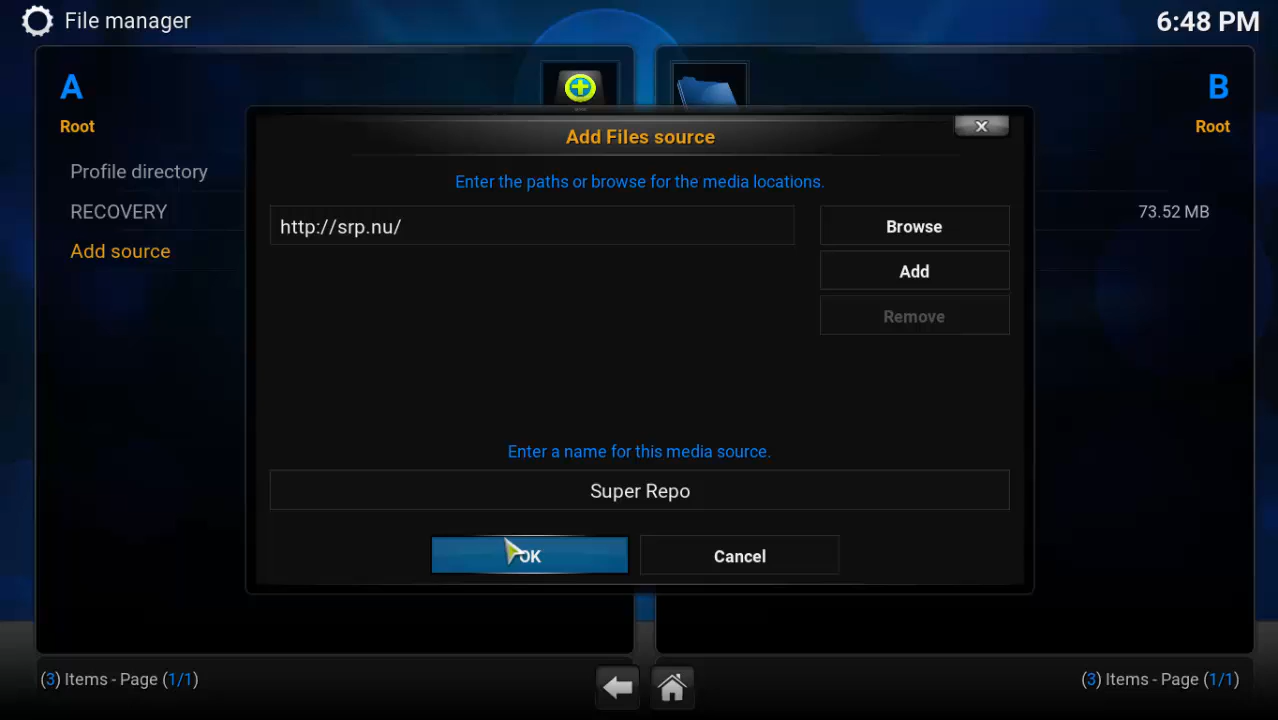 File manager
6:48 PM
A
B
Root
Root
Add Files source
Enter the paths or browse for the media locations.
Profile directory
RECOVERY
73.52 MB
Add source
http://srp.nu/
Browse
Add
Remove
Enter a name for this media source.
Super Repo
OK
Cancel
(3) Items - Page (1/1)
(3) Items - Page (1/1)